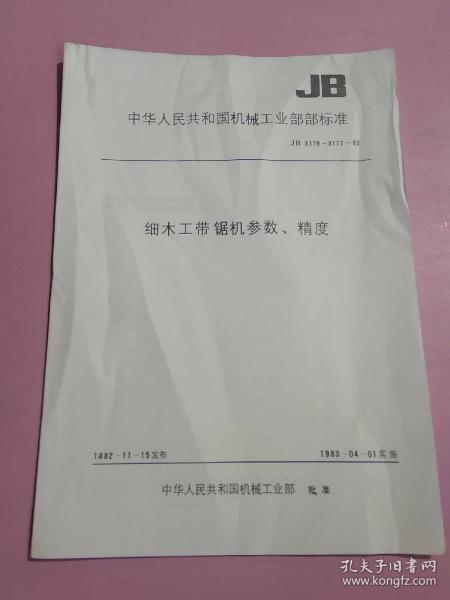 JB
中华人民共和国机械工业部部标准
JB 3176-3177-82
细木工带锯机参数、精度
1982-11-15发布
1983-04-01实施
中华人民共和国机械工业部 批准
孔夫子旧书网
www.kongfz.com